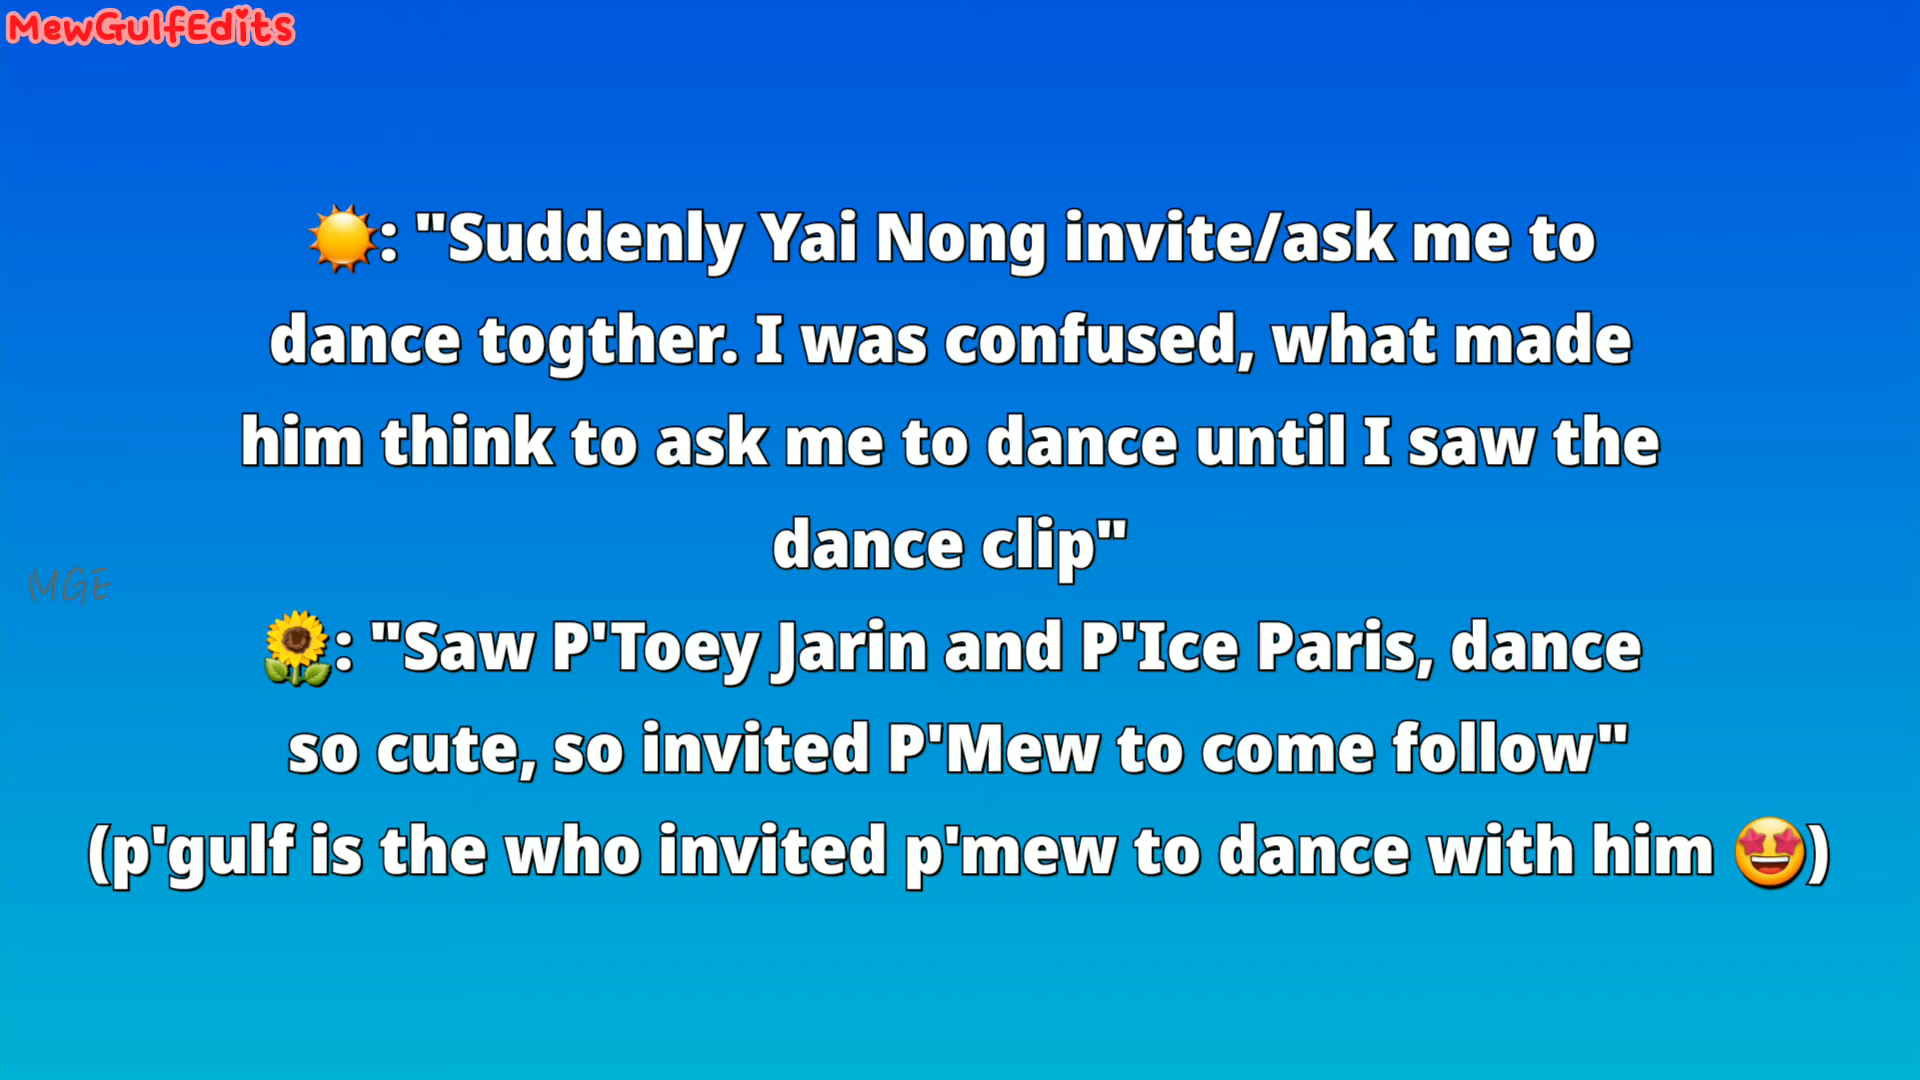 MewGulfEdits
☀️: "Suddenly Yai Nong invite/ask me to
dance togther. I was confused, what made
him think to ask me to dance until I saw the
dance clip"
MGE
🌻: "Saw P'Toey Jarin and P'Ice Paris, dance
so cute, so invited P'Mew to come follow"
(p'gulf is the who invited p'mew to dance with him 🤩)